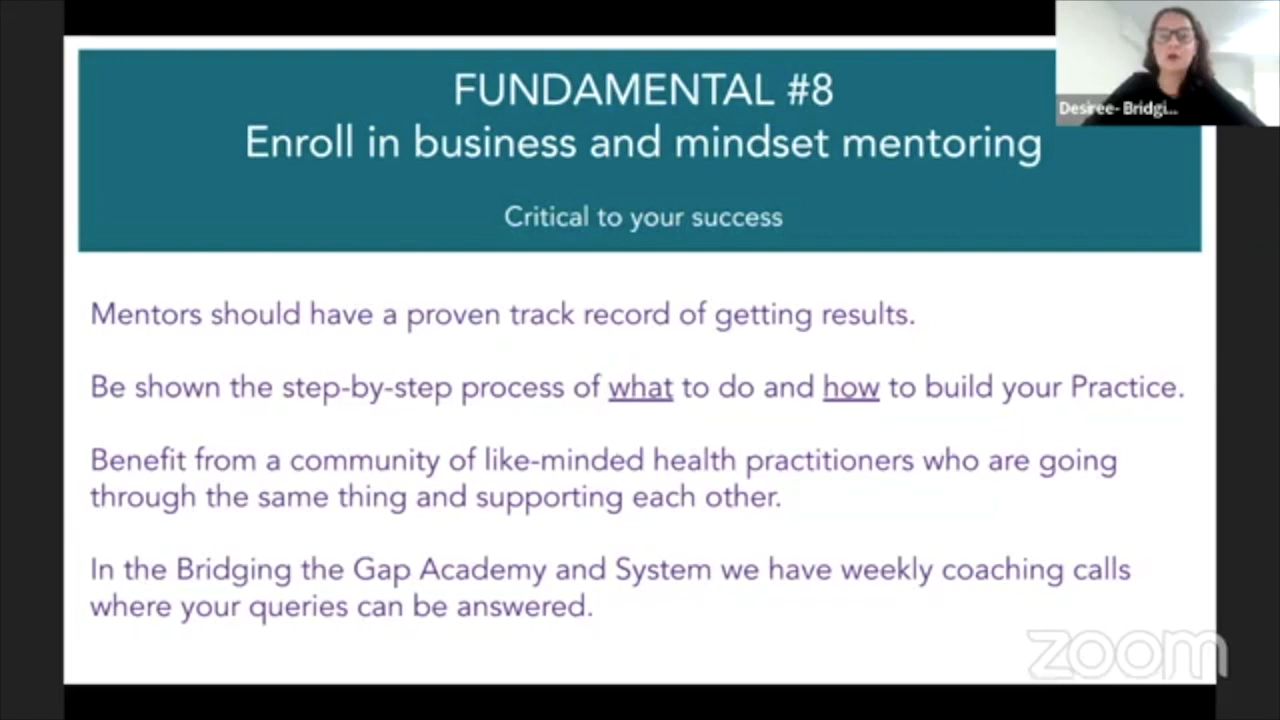 FUNDAMENTAL #8
Enroll in business and mindset mentoring
Critical to your success
Desiree- Bridgi...
Mentors should have a proven track record of getting results.
Be shown the step-by-step process of what to do and how to build your Practice.
Benefit from a community of like-minded health practitioners who are going
through the same thing and supporting each other.
In the Bridging the Gap Academy and System we have weekly coaching calls
where your queries can be answered.
zoom